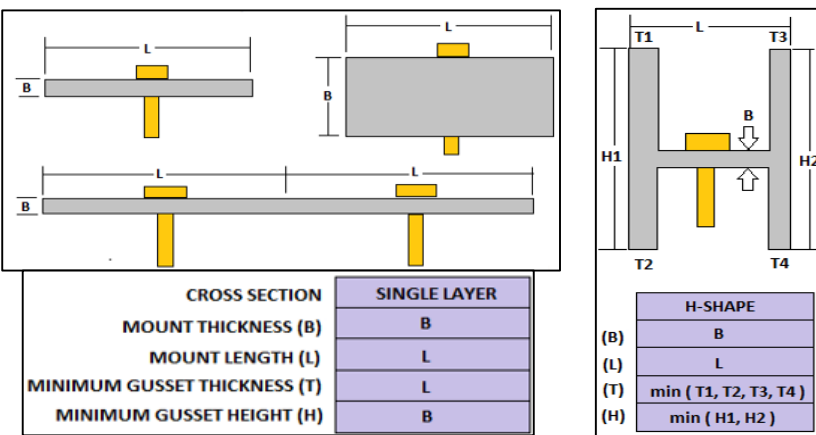 L
B
L
B
L
L
B
CROSS SECTION SINGLE LAYER
MOUNT THICKNESS (B) B
MOUNT LENGTH (L) L
MINIMUM GUSSET THICKNESS (T) L
MINIMUM GUSSET HEIGHT (H) B
L
T1 T3
B
H1 H2
T2 T4
H-SHAPE
(B) B
(L) L
(T) min ( T1, T2, T3, T4 )
(H) min ( H1, H2 )